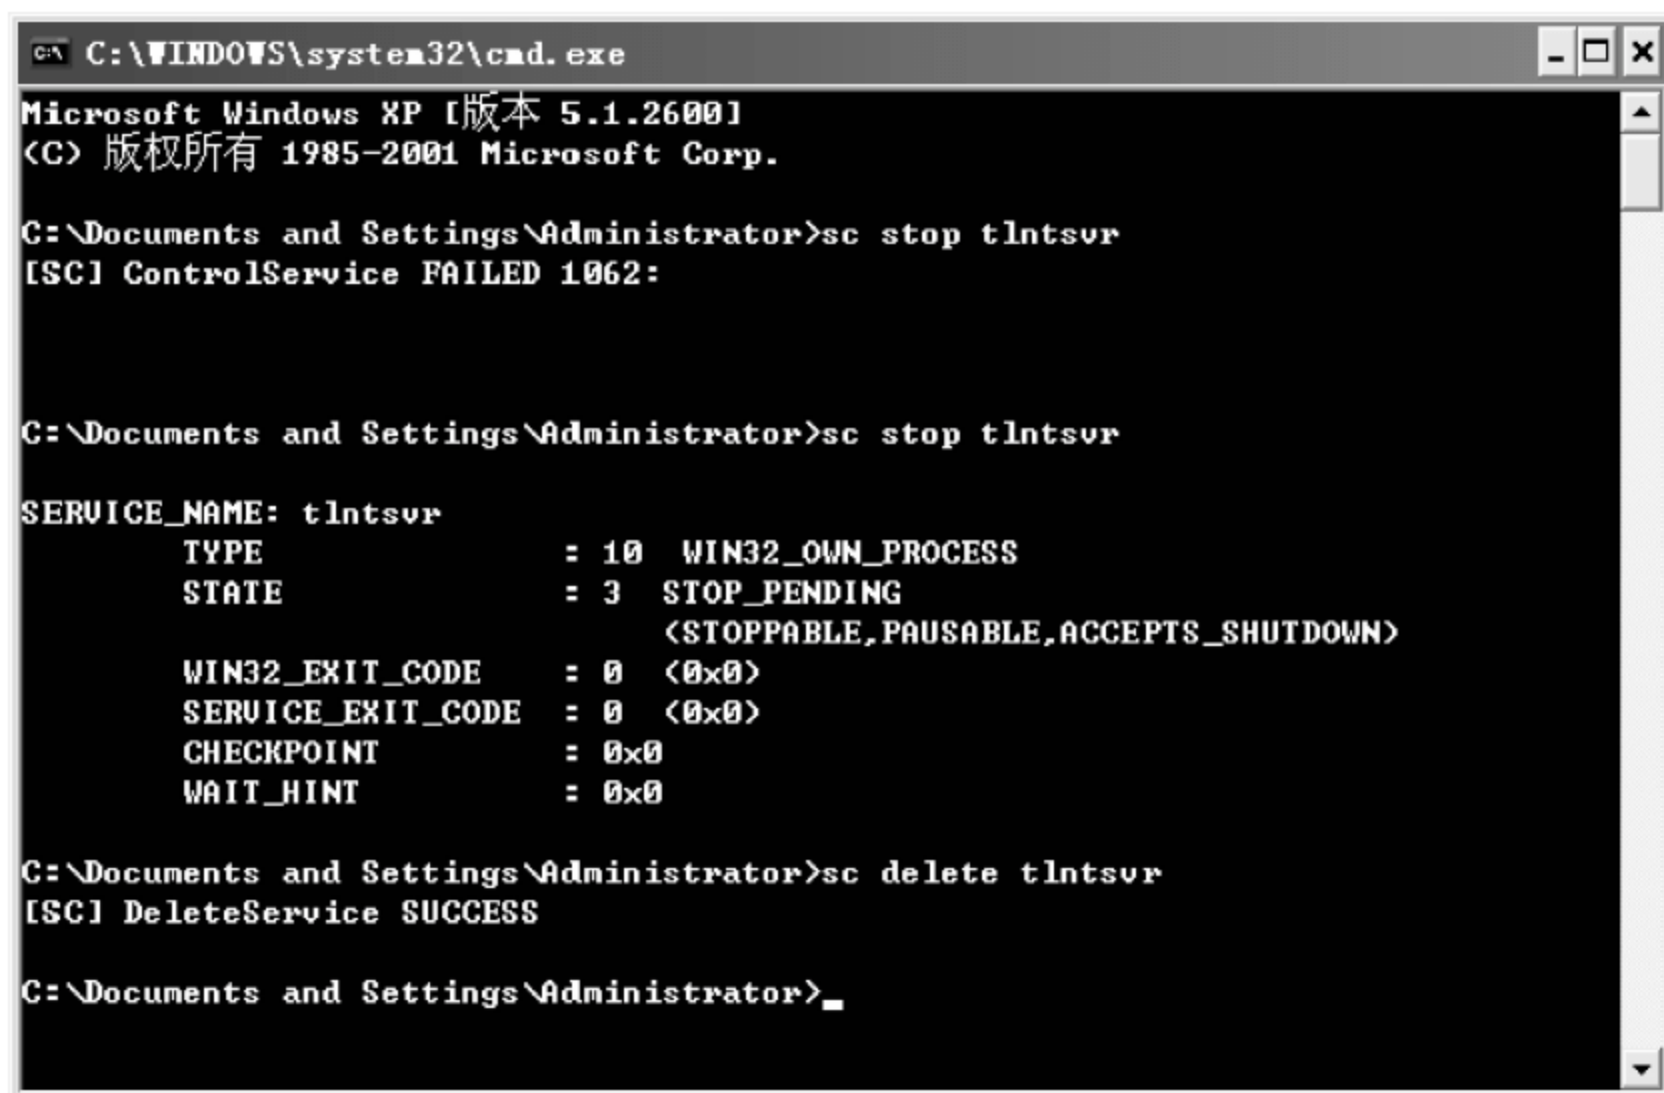 C:\WINDOWS\system32\cmd.exe
Microsoft Windows XP [版本 5.1.2600]
(C) 版权所有 1985-2001 Microsoft Corp.
C:\Documents and Settings\Administrator>sc stop tlntsvr
[SC] ControlService FAILED 1062:
C:\Documents and Settings\Administrator>sc stop tlntsvr
SERVICE_NAME: tlntsvr
TYPE : 10 WIN32_OWN_PROCESS
STATE : 3 STOP_PENDING
(STOPPABLE,PAUSABLE,ACCEPTS_SHUTDOWN)
WIN32_EXIT_CODE : 0 (0x0)
SERVICE_EXIT_CODE : 0 (0x0)
CHECKPOINT : 0x0
WAIT_HINT : 0x0
C:\Documents and Settings\Administrator>sc delete tlntsvr
[SC] DeleteService SUCCESS
C:\Documents and Settings\Administrator>_